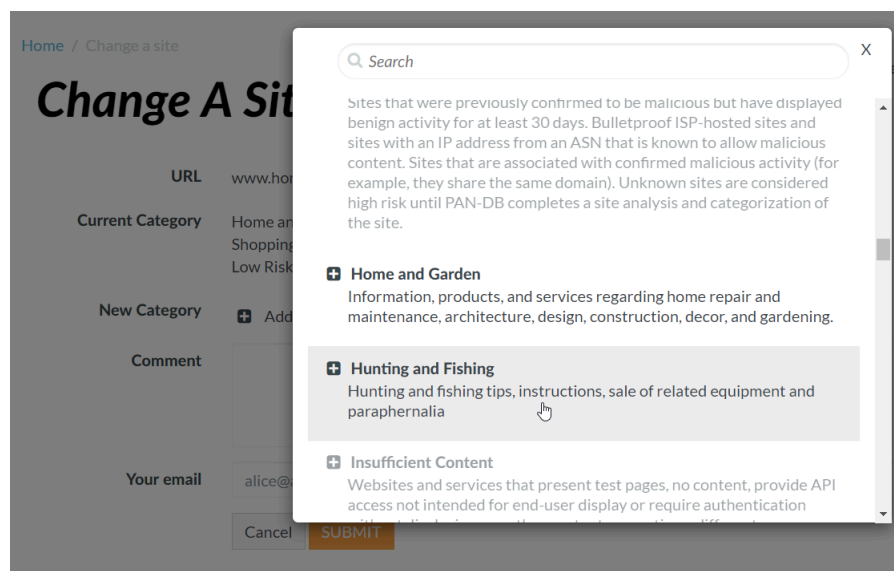 Home / Change a site
Change A Sit
URL
www.hor
Current Category
Home an
Shopping
Low Risk
New Category
Add
Comment
Your email
alice@a
Cancel
SUBMIT
X
Search
Sites that were previously confirmed to be malicious but have displayed
benign activity for at least 30 days. Bulletproof ISP-hosted sites and
sites with an IP address from an ASN that is known to allow malicious
content. Sites that are associated with confirmed malicious activity (for
example, they share the same domain). Unknown sites are considered
high risk until PAN-DB completes a site analysis and categorization of
the site.
Home and Garden
Information, products, and services regarding home repair and
maintenance, architecture, design, construction, decor, and gardening.
Hunting and Fishing
Hunting and fishing tips, instructions, sale of related equipment and
paraphernalia
Insufficient Content
Websites and services that present test pages, no content, provide API
access not intended for end-user display or require authentication